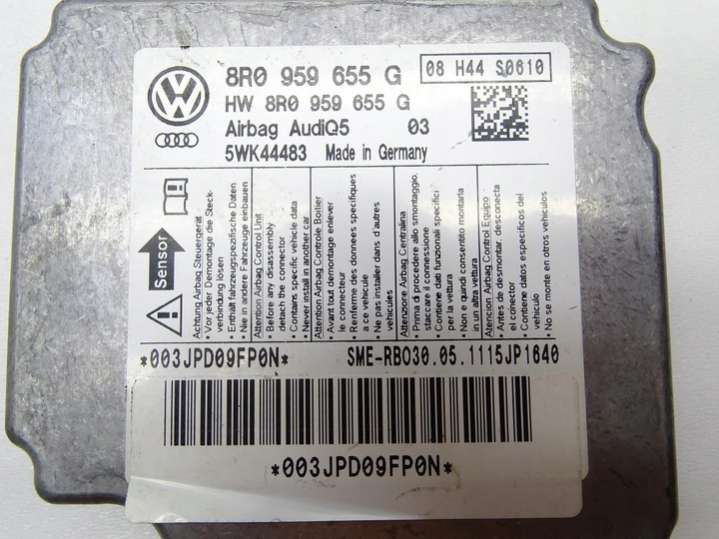 8R0 959 655 G
08 H44 S0610
HW 8R0 959 655 G
Airbag AudiQ5 03
5WK44483 Made in Germany
Sensor
Achtung Airbag-Steuergerät
• Vor jeder Demontage die Steck-
verbindung lösen
• Enthält fahrzeugspezifische Daten
• Nie in andere Fahrzeuge einbauen
Attention Airbag Control Unit
• Before any disassembly
detach the connector
• Contains specific vehicle data
• Never install in another car
Attention Airbag Controle Boitier
• Avant tout demontage enlever
le connecteur
• Renferme des données specifiques
a ce vehicule
• Ne pas installer dans d'autres
vehicules
Attenzione Airbag Centralina
• Prima di procedere allo smontaggio,
staccare il connessione
• Contiene dati funzionali specifici
per la vettura
• Non e quindi consentito montarla
in un altra vettura
Atencion Airbag Control Equipo
• Antes de desmontar, desconecta
el conector
• Contiene datos especificos del
vehiculo
• No se monte en otros vehiculos
*003JPD09FP0N*
SME-RBO30.05.1115JP1640
*003JPD09FP0N*